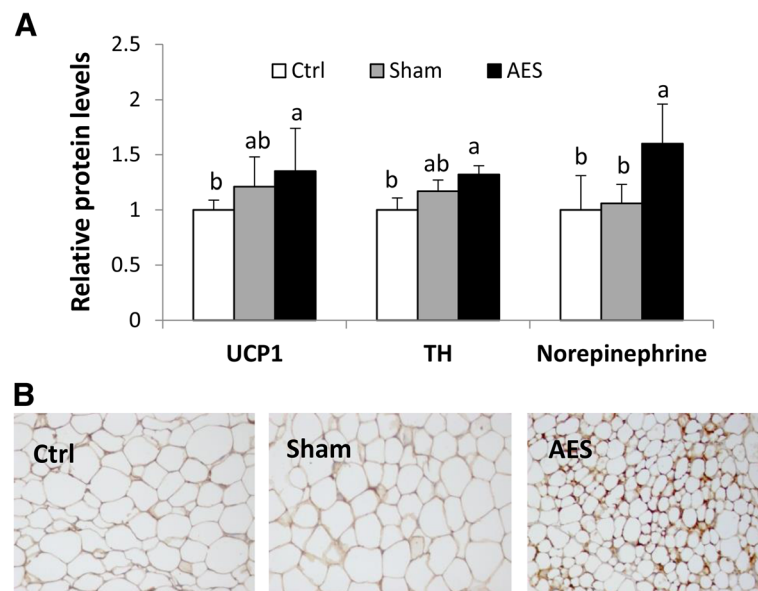 A
Relative protein levels
2.5
2
1.5
1
0.5
0
Ctrl Sham AES
b ab a
b ab a
b b a
UCP1 TH Norepinephrine
B
Ctrl Sham AES